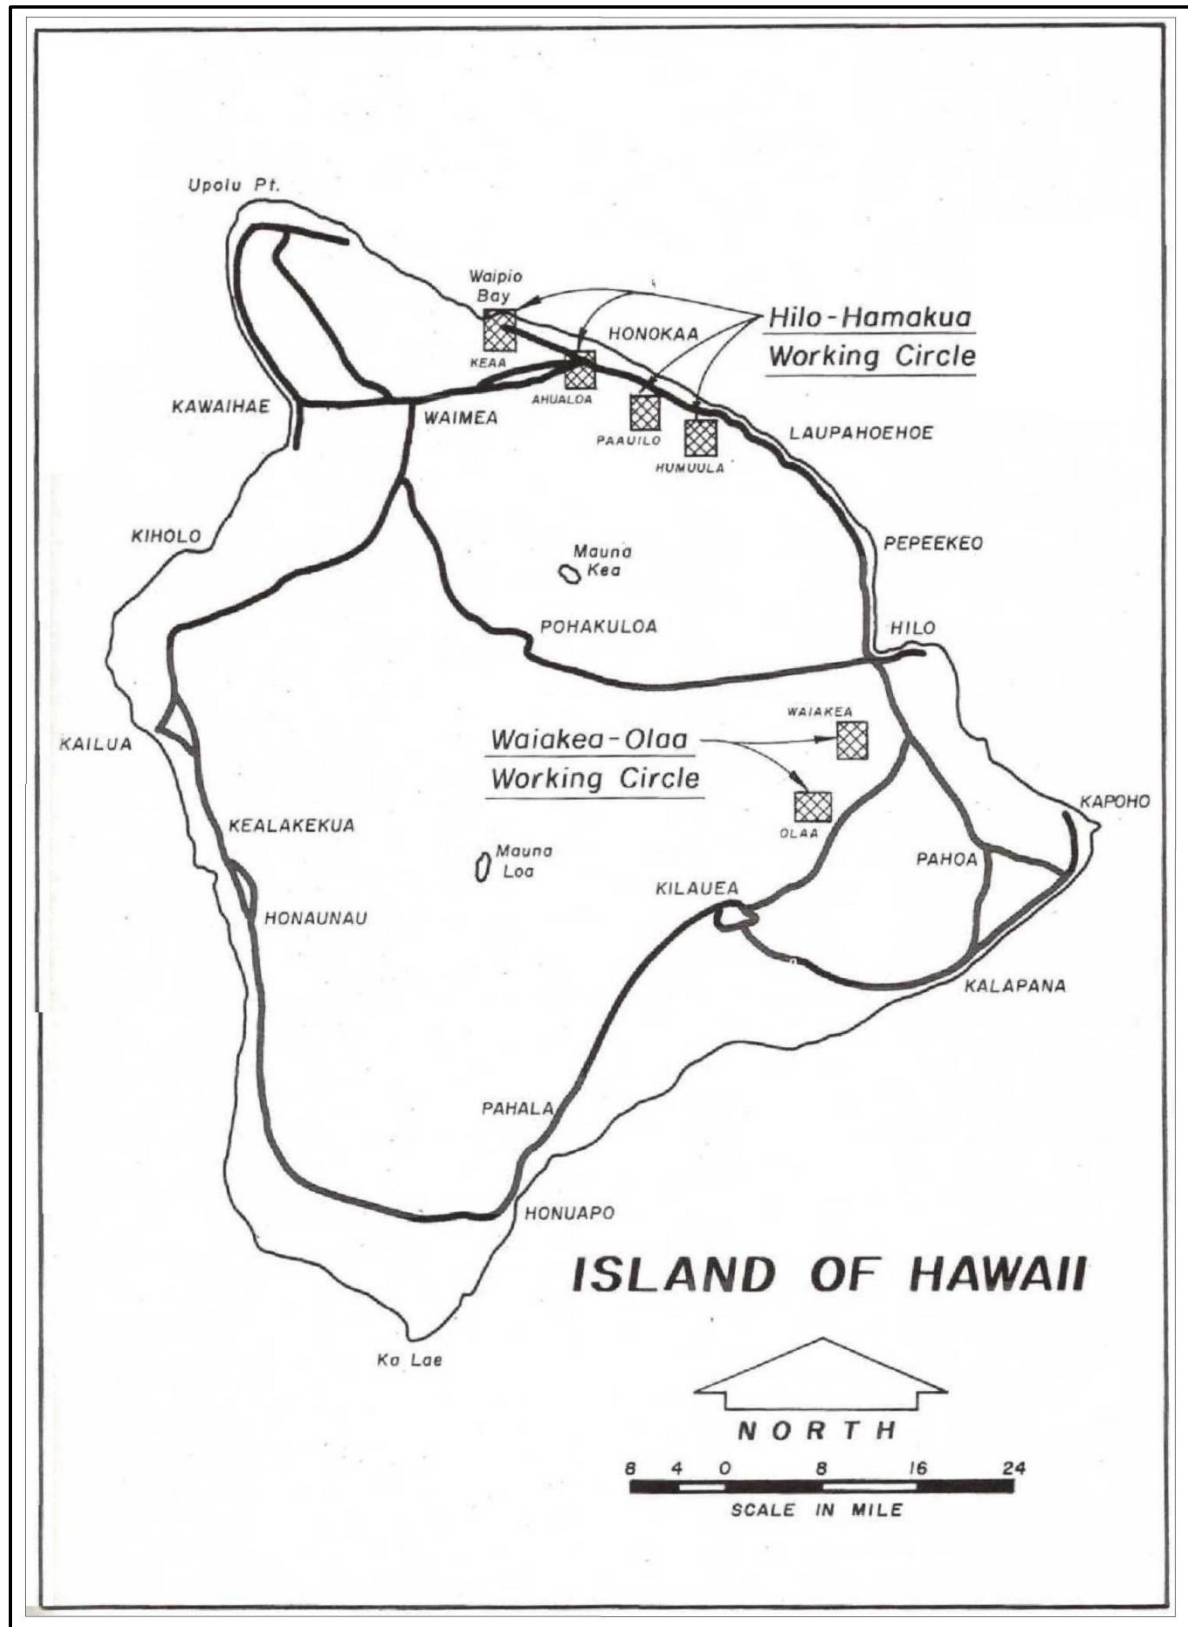 Upolu Pt.
Waipio
Bay
HONOKAA
Hilo-Hamakua
Working Circle
KEAA
AHUALOA
KAWAIHAE
WAIMEA
PAAUILO
LAUPAHOEHOE
HUMUULA
KIHOLO
Mauna
Kea
PEPEEKEO
POHAKULOA
HILO
WAIAKEA
KAILUA
Waiakea-Olaa
Working Circle
OLAA
KAPOHO
KEALAKEKUA
Mauna
Loa
PAHOA
KILAUEA
HONAUNAU
KALAPANA
PAHALA
HONUAPO
ISLAND OF HAWAII
Ka Lae
NORTH
8 4 0 8 16 24
SCALE IN MILE